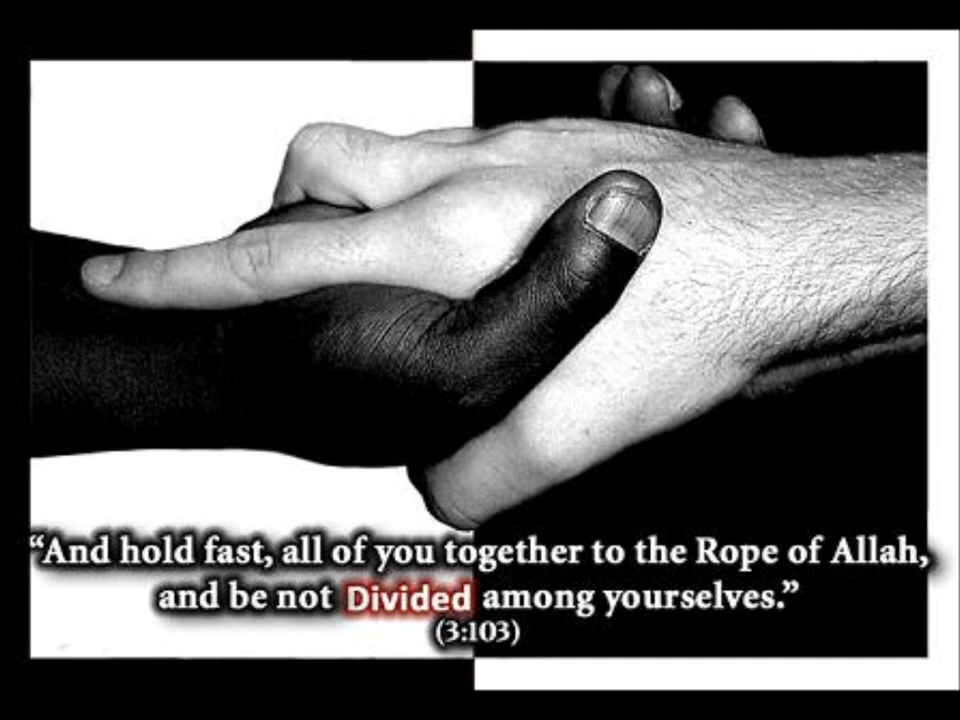 “And hold fast, all of you together to the Rope of Allah,
and be not Divided among yourselves.”
(3:103)